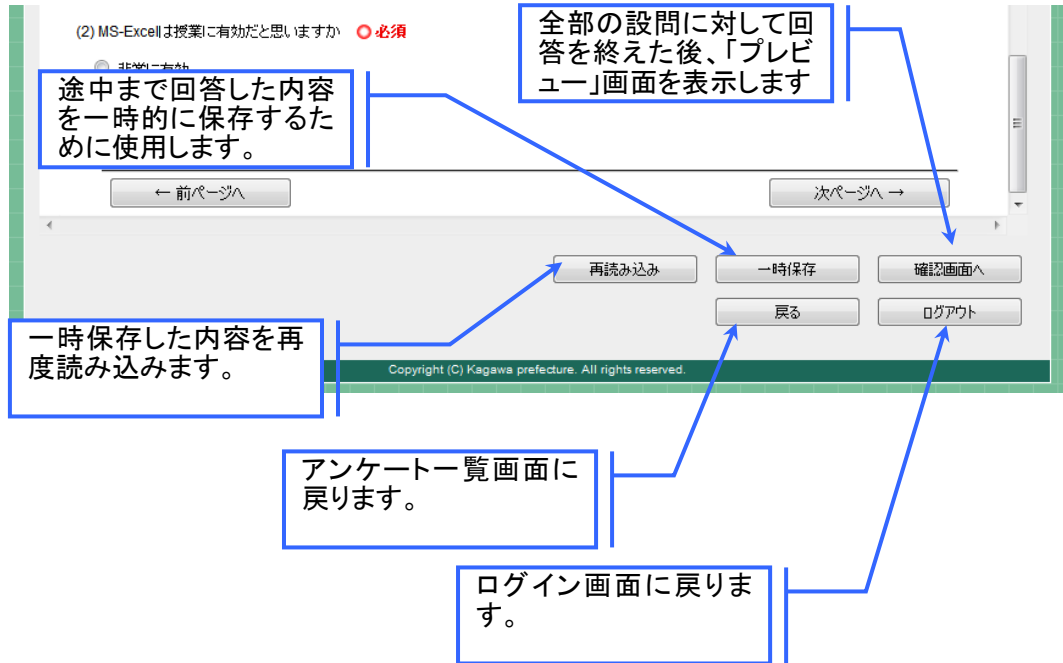 (2) MS-Excelは授業に有効だと思いますか ○必須
非常に有効
全部の設問に対して回
答を終えた後、「プレビ
ュー」画面を表示します
途中まで回答した内容
を一時的に保存するた
めに使用します。
← 前ページへ
次ページへ →
再読み込み
一時保存
確認画面へ
戻る
ログアウト
一時保存した内容を再
度読み込みます。
Copyright (C) Kagawa prefecture. All rights reserved.
アンケート一覧画面に
戻ります。
ログイン画面に戻りま
す。